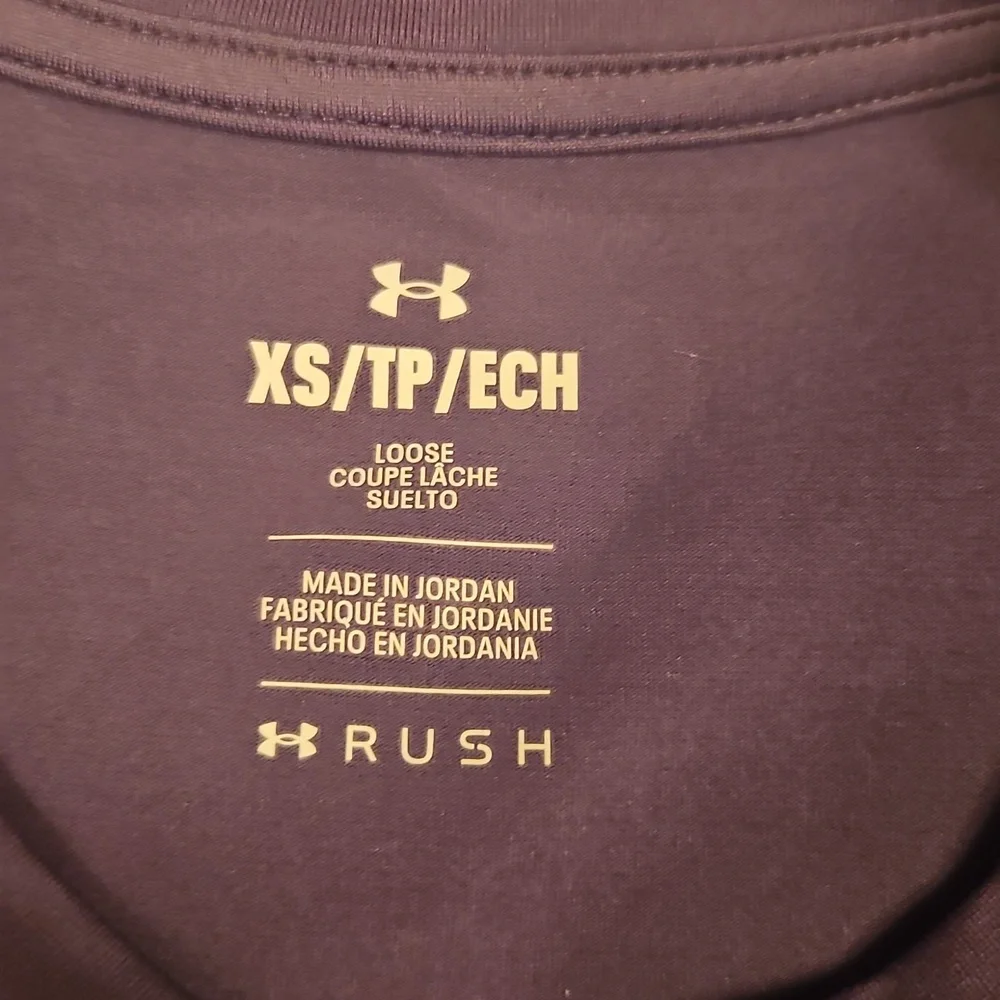 XS/TP/ECH
LOOSE
COUPE LÂCHE
SUELTO
MADE IN JORDAN
FABRIQUÉ EN JORDANIE
HECHO EN JORDANIA
RUSH